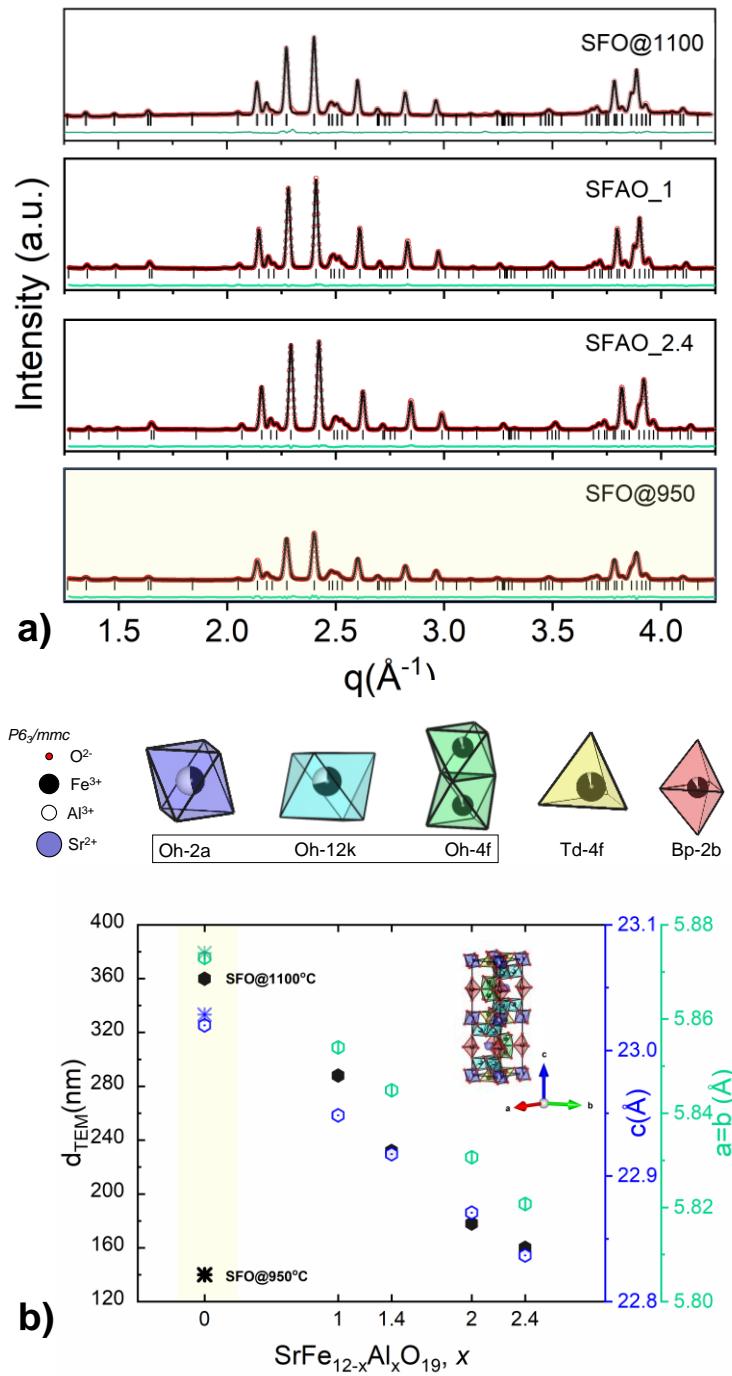 SFO@1100
SFAO_1
SFAO_2.4
SFO@950
Intensity (a.u.)
a)
1.5 2.0 2.5 3.0 3.5 4.0
q(Å⁻¹)
P6₃/mmc
O²⁻
Fe³⁺
Al³⁺
Sr²⁺
Oh-2a Oh-12k Oh-4f Td-4f Bp-2b
400
360
320
280
240
200
160
120
d_TEM(nm)
SFO@1100°C
SFO@950°C
c
a
b
23.1
23.0
22.9
22.8
c(Å)
5.88
5.86
5.84
5.82
5.80
a=b (Å)
0 1 1.4 2 2.4
b)
SrFe₁₂₋ₓAlₓO₁₉, x